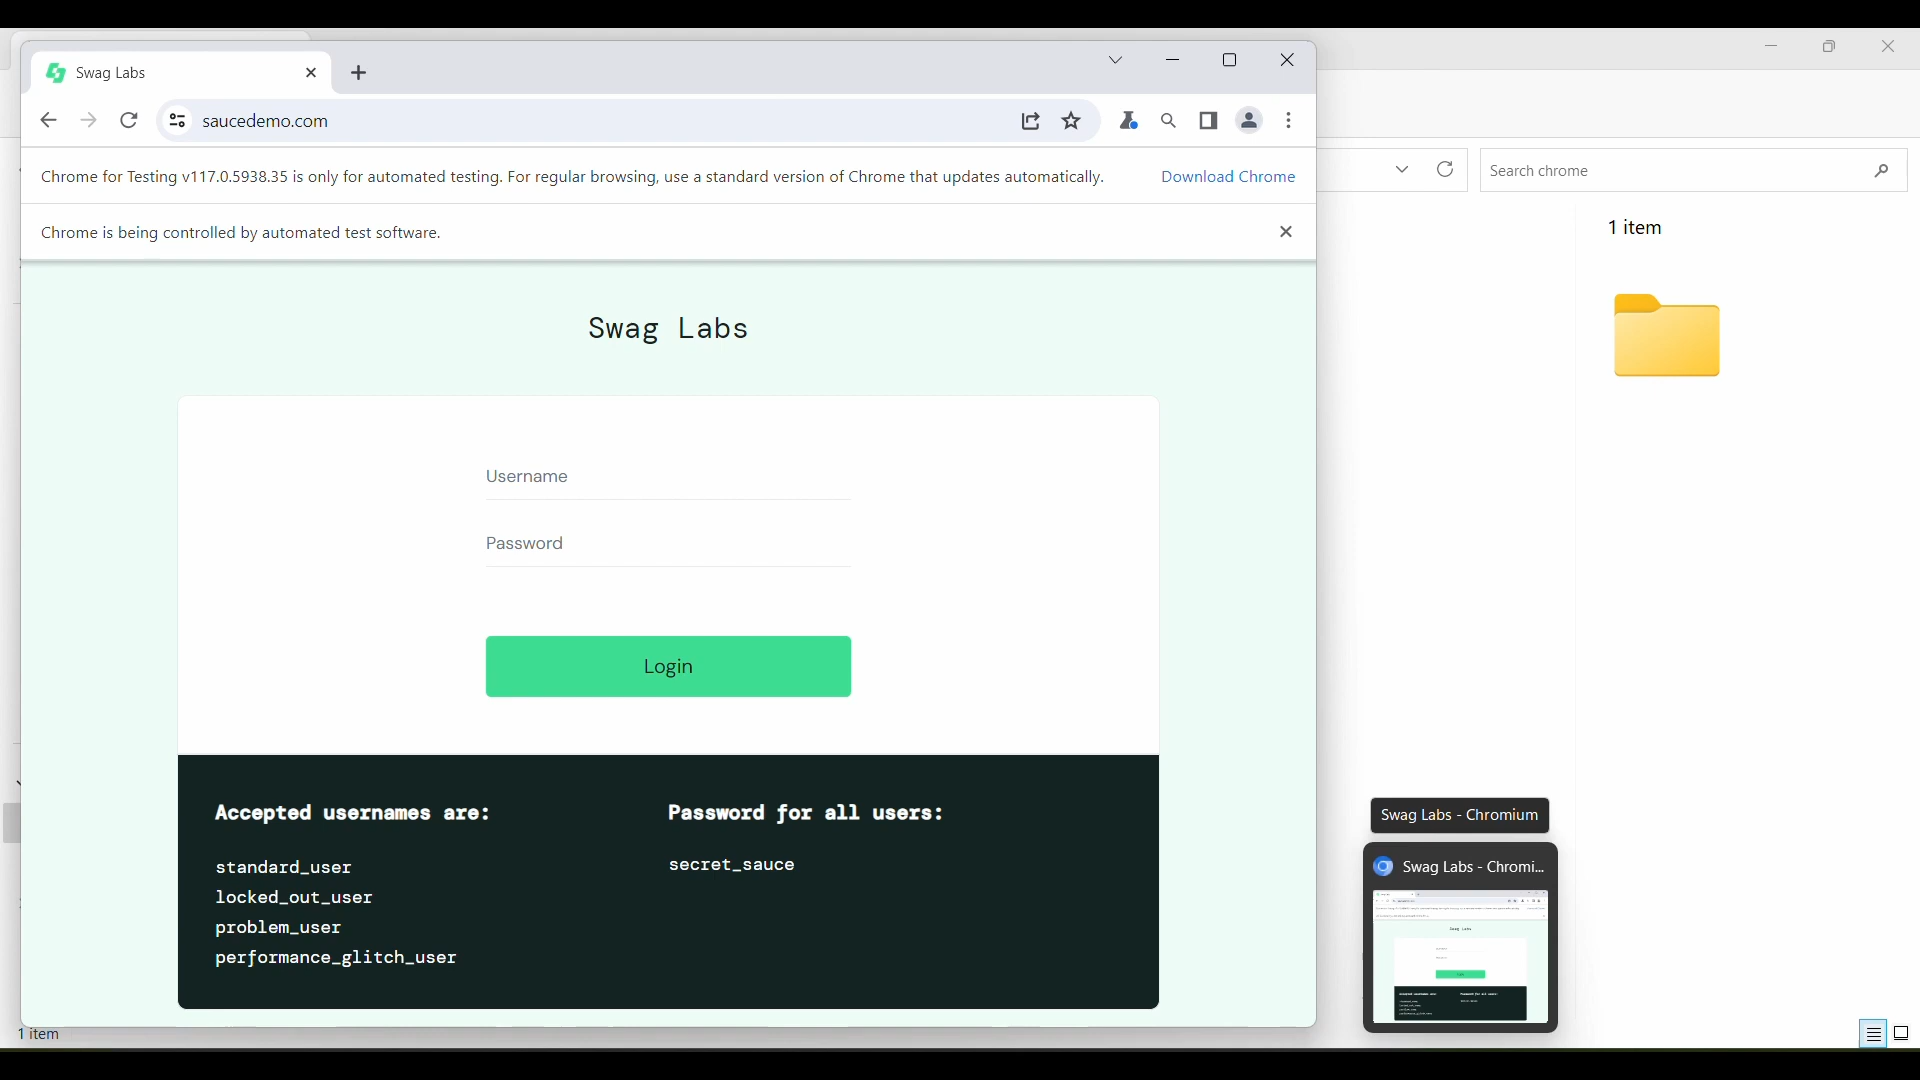 Swag Labs
saucedemo.com
Chrome for Testing v117.0.5938.35 is only for automated testing. For regular browsing, use a standard version of Chrome that updates automatically.
Download Chrome
Chrome is being controlled by automated test software.
Search chrome
1 item
Swag Labs
Username
Password
Login
Accepted usernames are:
standard_user
locked_out_user
problem_user
performance_glitch_user
Password for all users:
secret_sauce
Swag Labs - Chromium
Swag Labs - Chromi...
Swag Labs
1 item